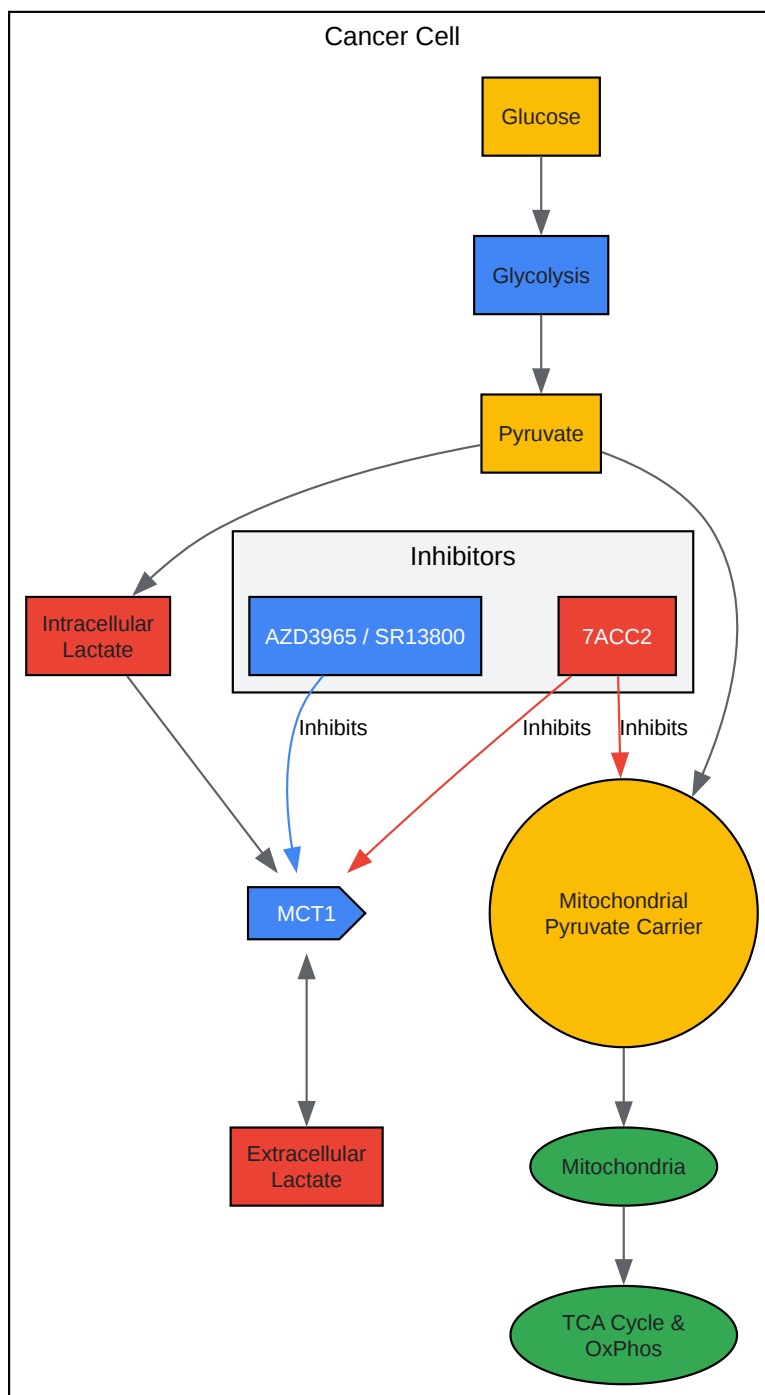 Cancer Cell
Glucose
Glycolysis
Pyruvate
Inhibitors
Intracellular
Lactate
AZD3965 / SR13800
7ACC2
Inhibits
Inhibits
Inhibits
MCT1
Mitochondrial
Pyruvate Carrier
Extracellular
Lactate
Mitochondria
TCA Cycle &
OxPhos